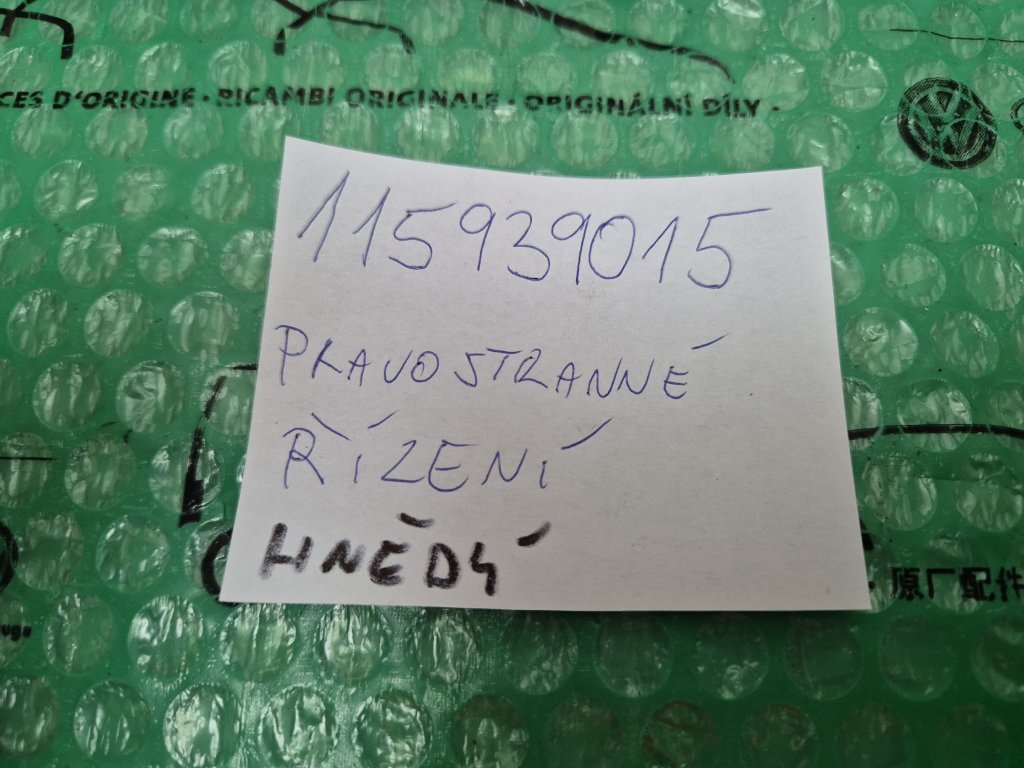 CES D'ORIGINE · RICAMBI ORIGINALE · ORIGINÁLNÍ DÍLY ·
115939015
PRAVOSTRANNÉ
ŘÍZENÍ
HNĚDÝ
· 原厂配件